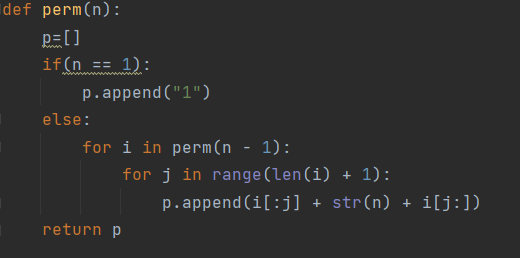 def perm(n):
    p=[]
    if(n == 1):
        p.append("1")
    else:
        for i in perm(n - 1):
            for j in range(len(i) + 1):
                p.append(i[:j] + str(n) + i[j:])
    return p